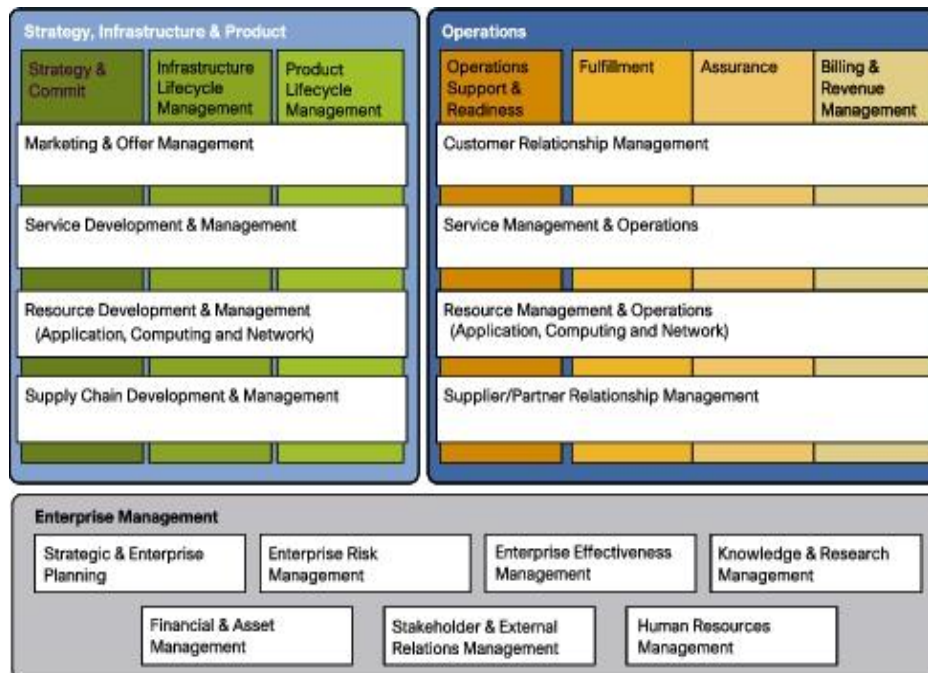 Strategy, Infrastructure & Product
Strategy &
Commit
Infrastructure
Lifecycle
Management
Product
Lifecycle
Management
Marketing & Offer Management
Service Development & Management
Resource Development & Management
(Application, Computing and Network)
Supply Chain Development & Management
Operations
Operations
Support &
Readiness
Fulfillment
Assurance
Billing &
Revenue
Management
Customer Relationship Management
Service Management & Operations
Resource Management & Operations
(Application, Computing and Network)
Supplier/Partner Relationship Management
Enterprise Management
Strategic & Enterprise
Planning
Enterprise Risk
Management
Enterprise Effectiveness
Management
Knowledge & Research
Management
Financial & Asset
Management
Stakeholder & External
Relations Management
Human Resources
Management